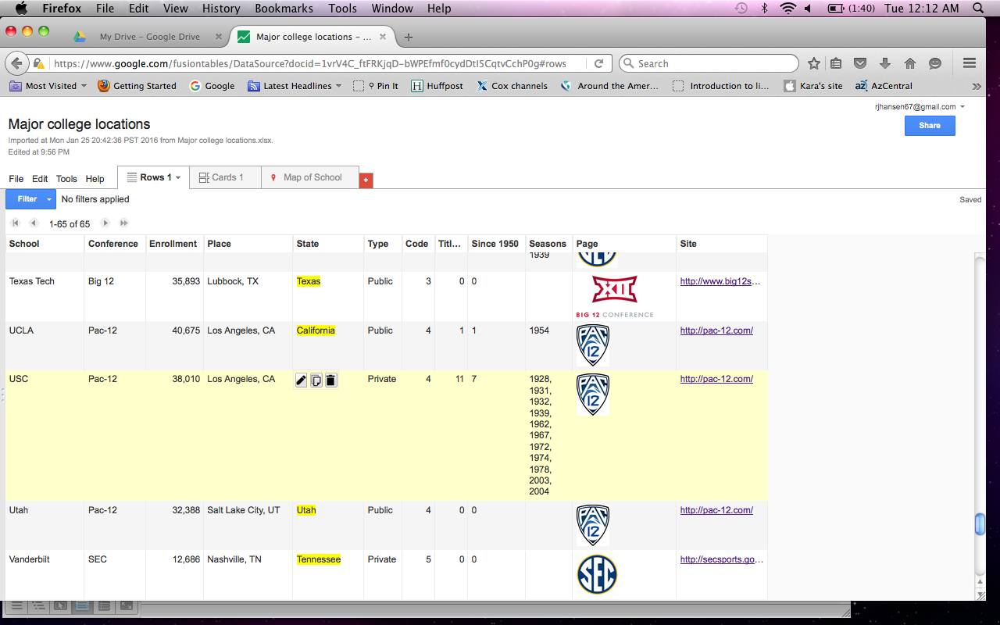 Firefox File Edit View History Bookmarks Tools Window Help (1:40) Tue 12:12 AM
My Drive – Google Drive Major college locations – ...
https://www.google.com/fusiontables/DataSource?docid=1vrV4C_ftFRKjqD-bWPEfmf0cydDtI5CqtvCchP0g#rows Search
Most Visited Getting Started Google Latest Headlines Pin It Huffpost Cox channels Around the Amer... Introduction to li... Kara's site AzCentral
rjhansen67@gmail.com
Major college locations
Share
Imported at Mon Jan 25 20:42:36 PST 2016 from Major college locations.xlsx.
Edited at 9:56 PM
File Edit Tools Help Rows 1 Cards 1 Map of School +
Filter No filters applied Saved
1-65 of 65
School Conference Enrollment Place State Type Code Titl... Since 1950 Seasons Page Site
1939 SEC
Texas Tech Big 12 35,893 Lubbock, TX Texas Public 3 0 0 http://www.big12s...
XII
BIG 12 CONFERENCE
UCLA Pac-12 40,675 Los Angeles, CA California Public 4 1 1 1954 http://pac-12.com/
PAC
12
USC Pac-12 38,010 Los Angeles, CA Private 4 11 7 1928, http://pac-12.com/
1931,
PAC
12
1932,
1939,
1962,
1967,
1972,
1974,
1978,
2003,
2004
Utah Pac-12 32,388 Salt Lake City, UT Utah Public 4 0 0 http://pac-12.com/
PAC
12
Vanderbilt SEC 12,686 Nashville, TN Tennessee Private 5 0 0 http://secsports.go...
SEC